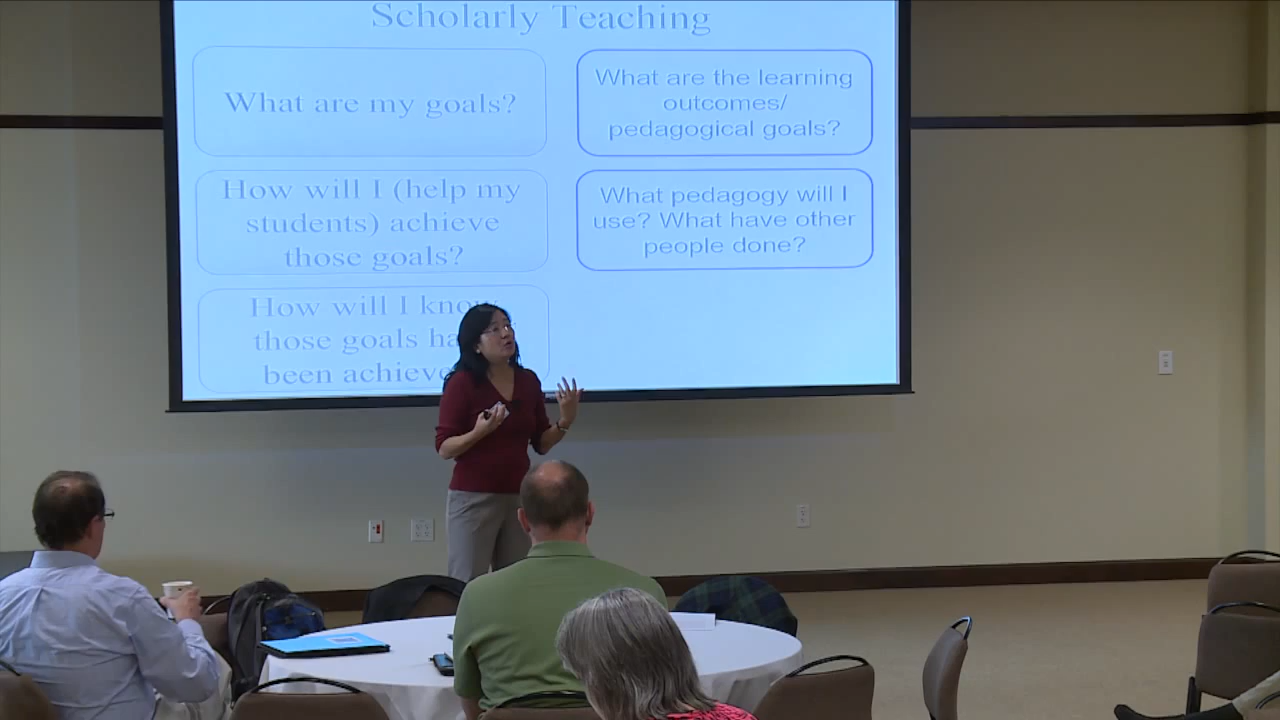 Scholarly Teaching
What are my goals?
What are the learning
outcomes/
pedagogical goals?
How will I (help my
students) achieve
those goals?
What pedagogy will I
use? What have other
people done?
How will I know
those goals
been